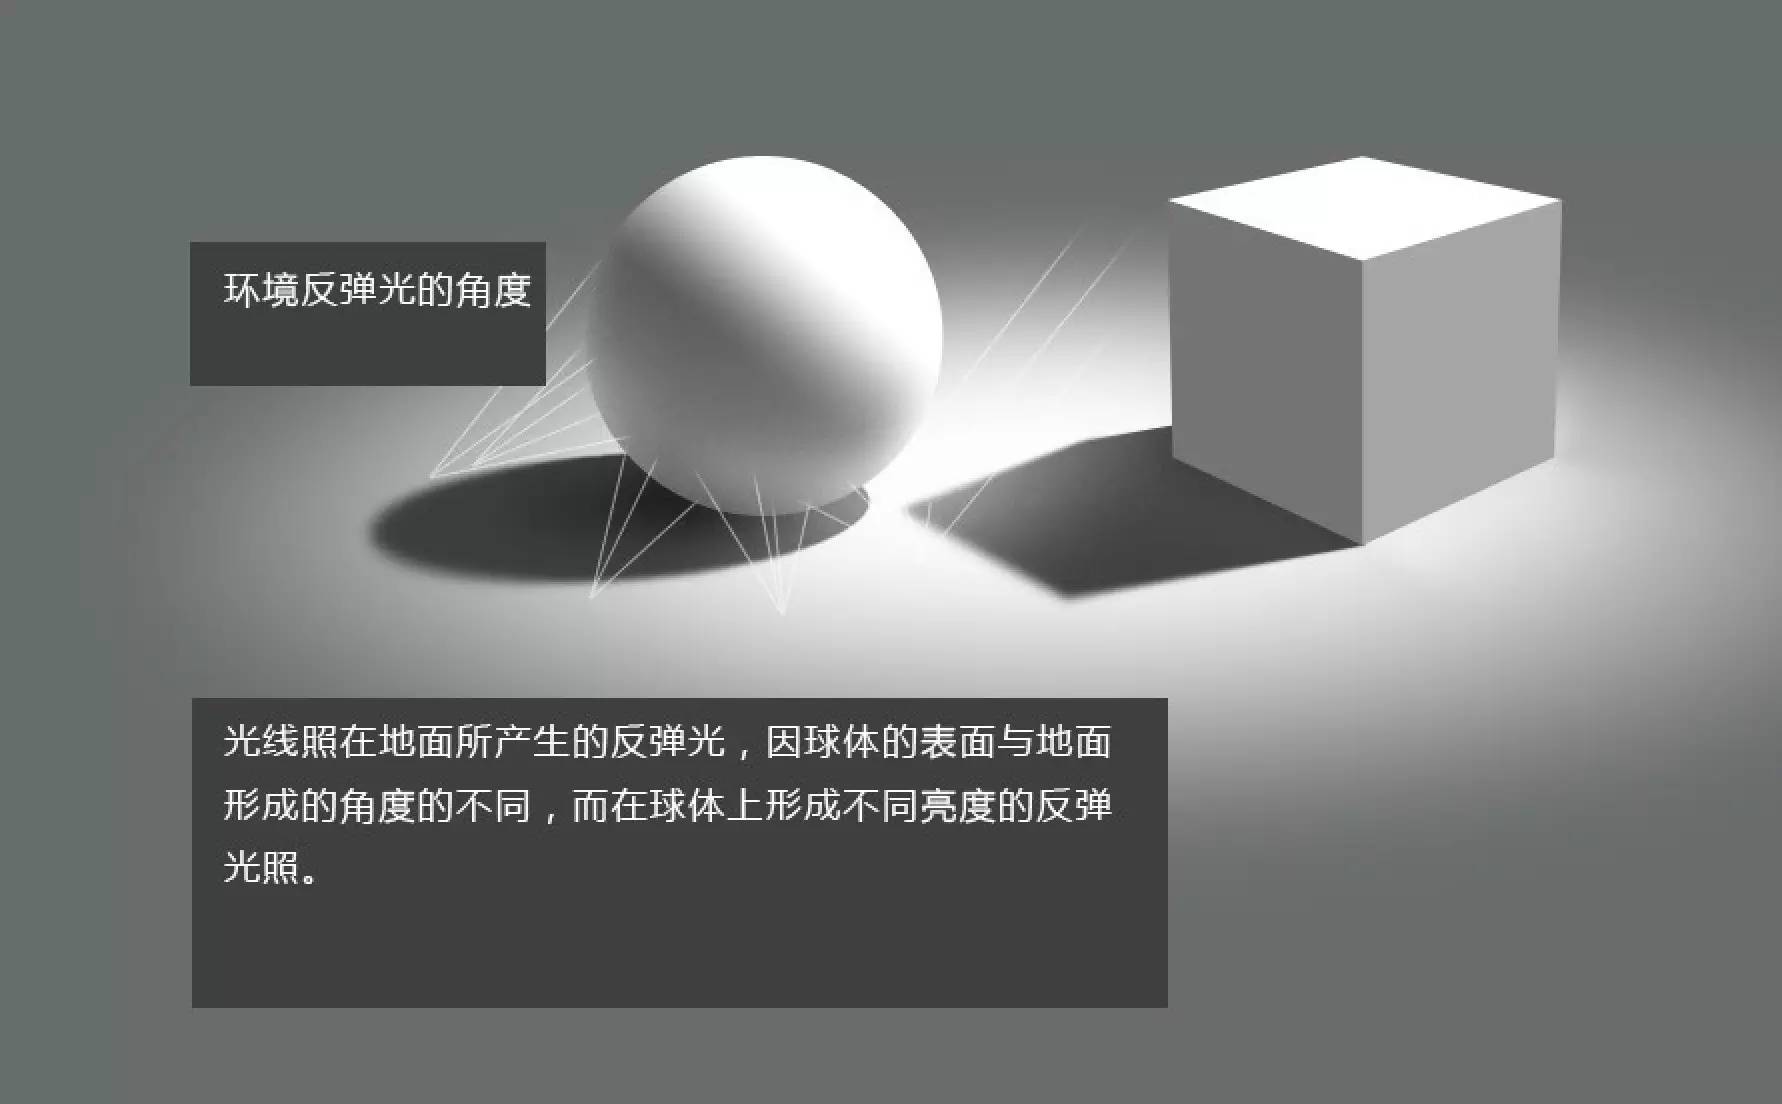 环境反弹光的角度
光线照在地面所产生的反弹光，因球体的表面与地面
形成的角度的不同，而在球体上形成不同亮度的反弹
光照。